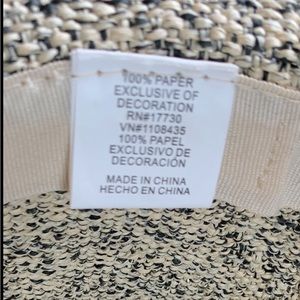 100% PAPER
EXCLUSIVE OF
DECORATION
RN#17730
VN#1108435
100% PAPEL
EXCLUSIVO DE
DECORACIÓN
MADE IN CHINA
HECHO EN CHINA